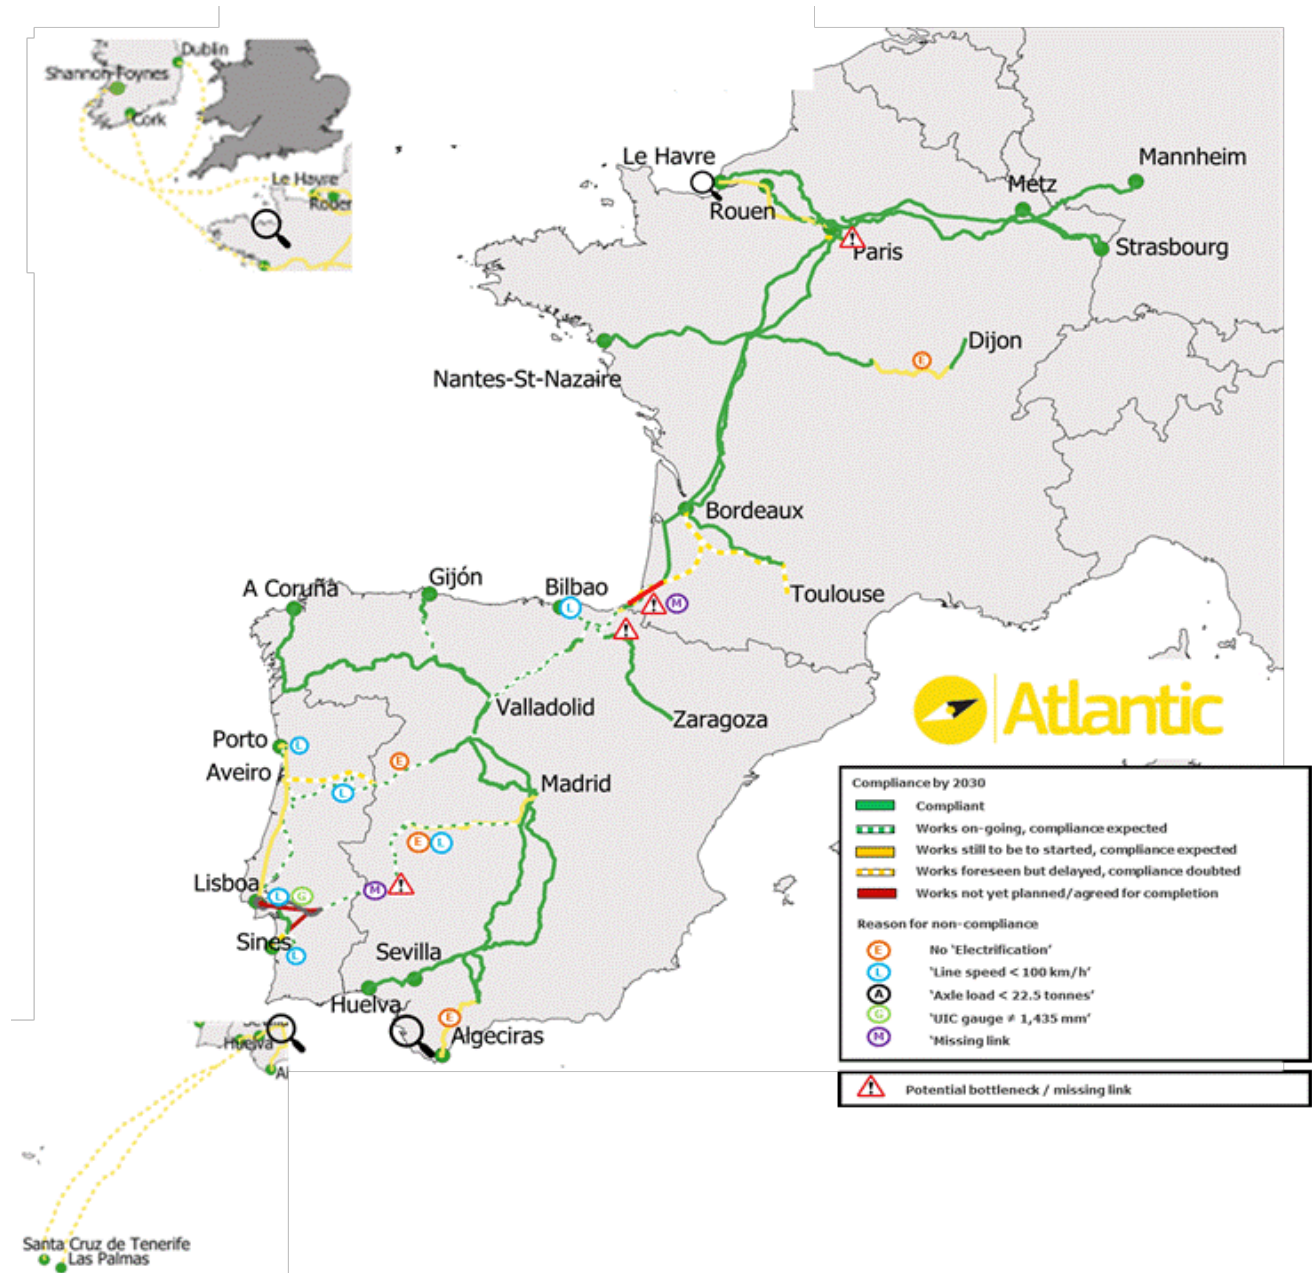 Dublin
Shannon-Foynes
Cork
Le Havre
Rouen
Le Havre
Rouen
Paris
Metz
Mannheim
Strasbourg
Nantes-St-Nazaire
E
Dijon
Bordeaux
Toulouse
A Coruña
Gijón
Bilbao
L
M
Valladolid
Zaragoza
Atlantic
Porto
L
E
Aveiro
L
Madrid
E
L
Lisboa
L
G
M
Sines
L
Sevilla
Huelva
E
Algeciras
Huelva
Al
Santa Cruz de Tenerife
Las Palmas
Compliance by 2030
Compliant
Works on-going, compliance expected
Works still to be to started, compliance expected
Works foreseen but delayed, compliance doubted
Works not yet planned/agreed for completion
Reason for non-compliance
E No 'Electrification'
L 'Line speed < 100 km/h'
A 'Axle load < 22.5 tonnes'
G 'UIC gauge ≠ 1,435 mm'
M 'Missing link
! Potential bottleneck / missing link